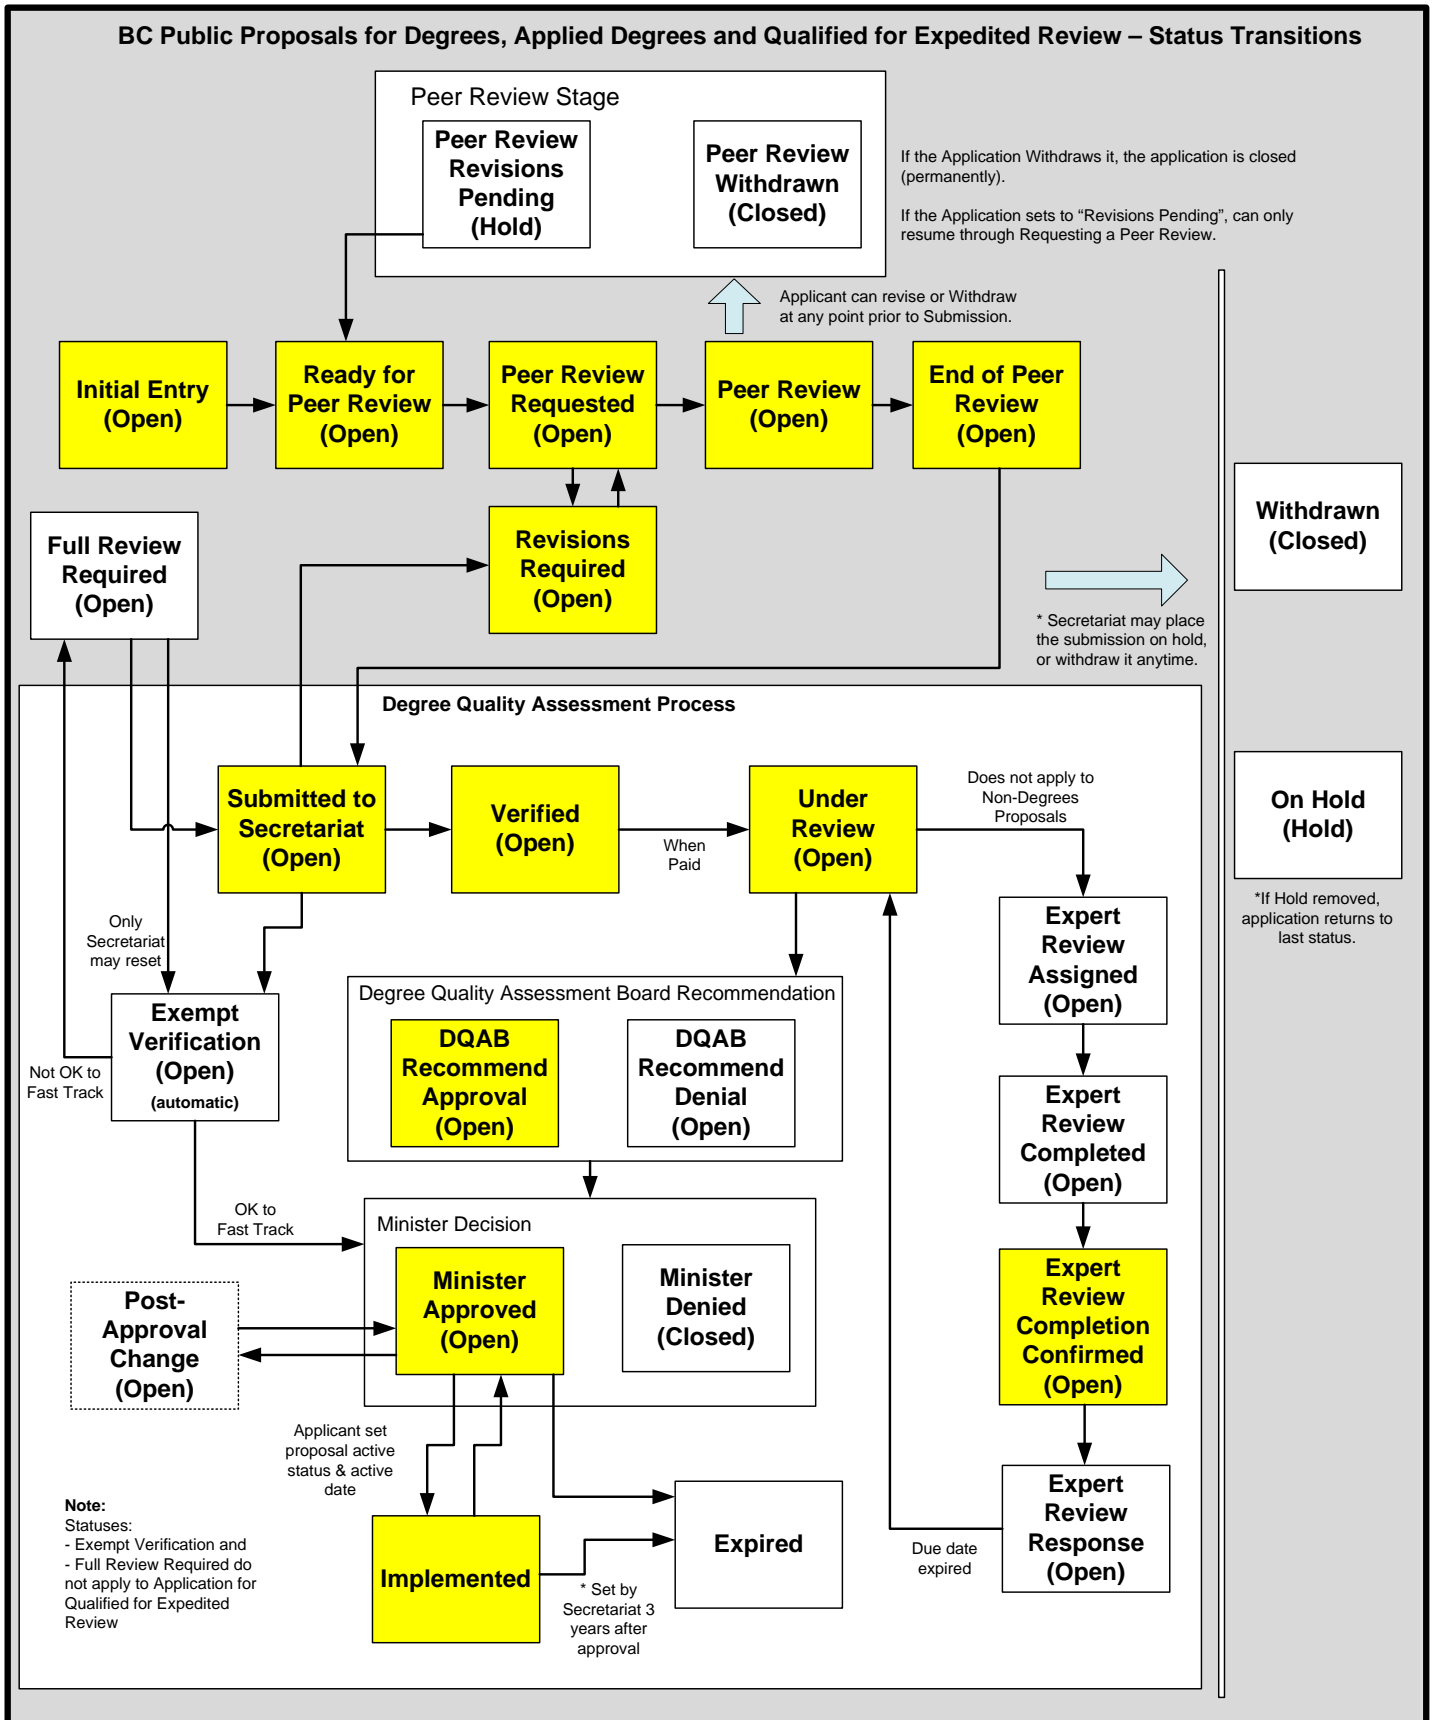 BC Public Proposals for Degrees, Applied Degrees and Qualified for Expedited Review – Status Transitions
Peer Review Stage
Peer Review
Revisions
Pending
(Hold)
Peer Review
Withdrawn
(Closed)
If the Application Withdraws it, the application is closed
(permanently).
If the Application sets to “Revisions Pending”, can only
resume through Requesting a Peer Review.
Applicant can revise or Withdraw
at any point prior to Submission.
Initial Entry
(Open)
Ready for
Peer Review
(Open)
Peer Review
Requested
(Open)
Peer Review
(Open)
End of Peer
Review
(Open)
Full Review
Required
(Open)
Revisions
Required
(Open)
Withdrawn
(Closed)
* Secretariat may place
the submission on hold,
or withdraw it anytime.
Degree Quality Assessment Process
Submitted to
Secretariat
(Open)
Verified
(Open)
When
Paid
Under
Review
(Open)
Does not apply to
Non-Degrees
Proposals
On Hold
(Hold)
*If Hold removed,
application returns to
last status.
Only
Secretariat
may reset
Expert
Review
Assigned
(Open)
Exempt
Verification
(Open)
(automatic)
Not OK to
Fast Track
Degree Quality Assessment Board Recommendation
DQAB
Recommend
Approval
(Open)
DQAB
Recommend
Denial
(Open)
Expert
Review
Completed
(Open)
OK to
Fast Track
Minister Decision
Minister
Approved
(Open)
Minister
Denied
(Closed)
Expert
Review
Completion
Confirmed
(Open)
Post-
Approval
Change
(Open)
Applicant set
proposal active
status & active
date
Expert
Review
Response
(Open)
Due date
expired
Expired
Implemented
* Set by
Secretariat 3
years after
approval
Note:
Statuses:
- Exempt Verification and
- Full Review Required do
not apply to Application for
Qualified for Expedited
Review